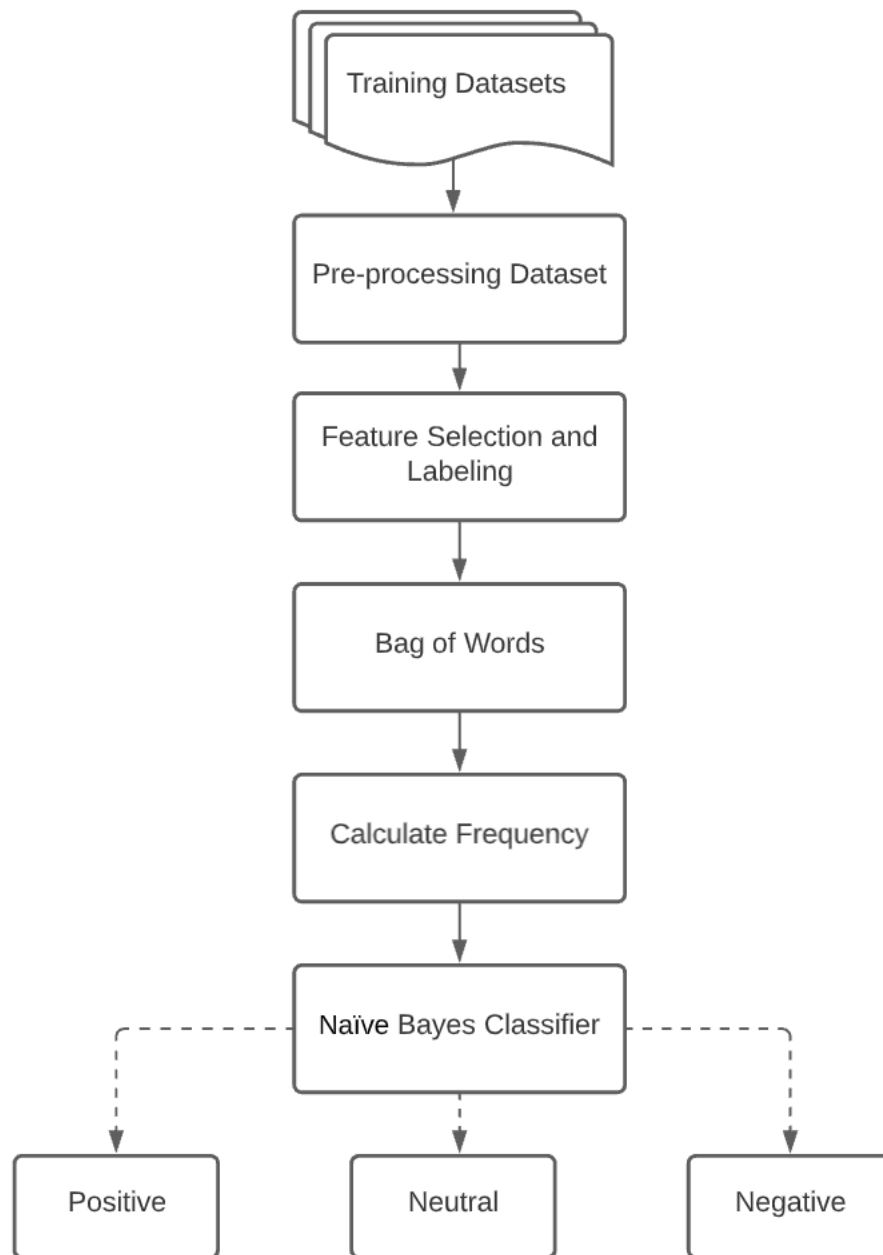 Training Datasets
Pre-processing Dataset
Feature Selection and
Labeling
Bag of Words
Calculate Frequency
Naïve Bayes Classifier
Positive
Neutral
Negative